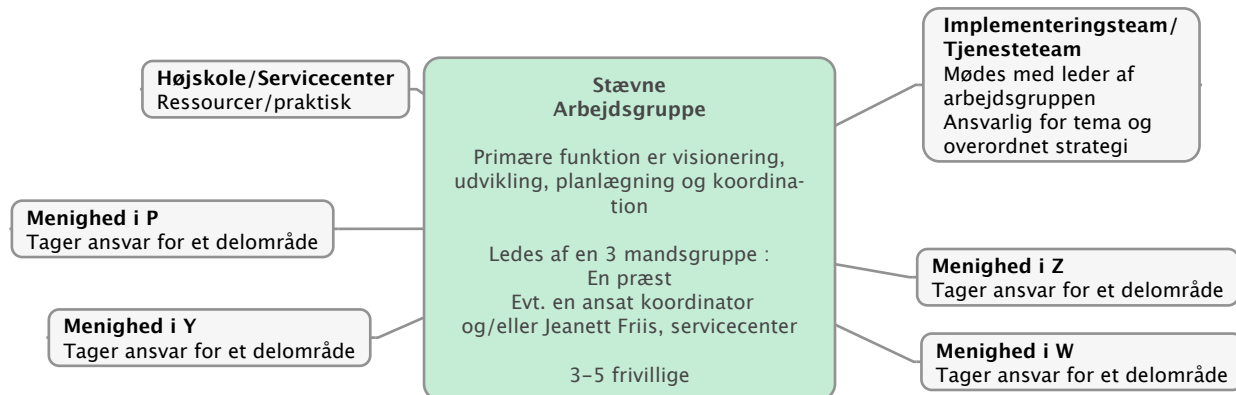 Højskole/Servicecenter
Ressourcer/praktisk
Menighed i P
Tager ansvar for et delområde
Menighed i Y
Tager ansvar for et delområde
Stævne
Arbejdsgruppe
Primære funktion er visionering,
udvikling, planlægning og koordina-
tion
Ledes af en 3 mandsgruppe :
En præst
Evt. en ansat koordinator
og/eller Jeanett Friis, servicecenter
3–5 frivillige
Implementeringsteam/
Tjenesteteam
Mødes med leder af
arbejdsgruppen
Ansvarlig for tema og
overordnet strategi
Menighed i Z
Tager ansvar for et delområde
Menighed i W
Tager ansvar for et delområde